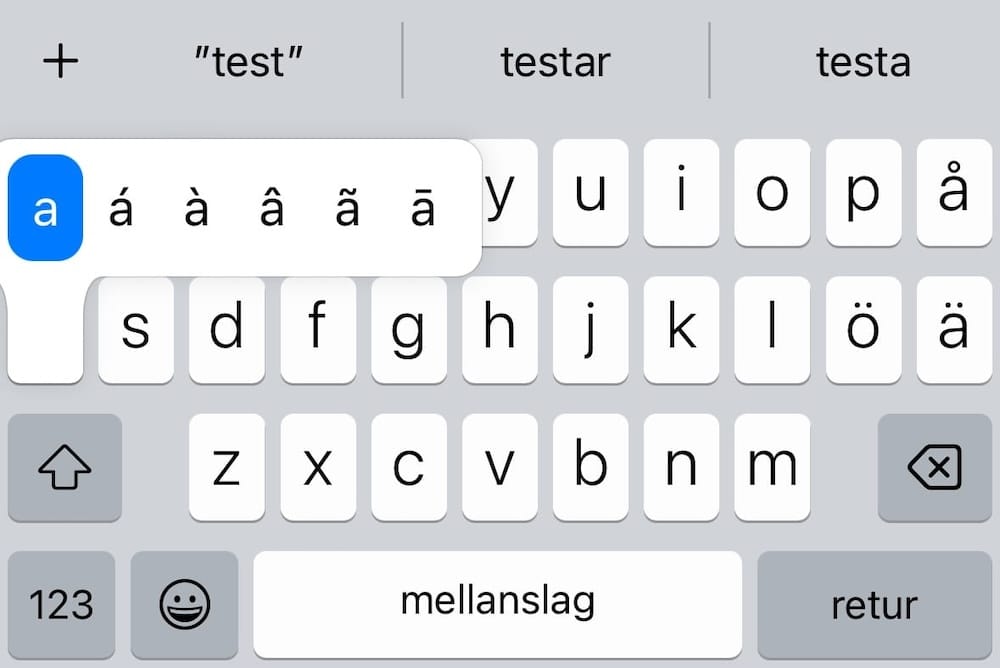 + ”test” testar testa
a á à â ã ā y u i o p å
s d f g h j k l ö ä
z x c v b n m
123 mellanslag retur